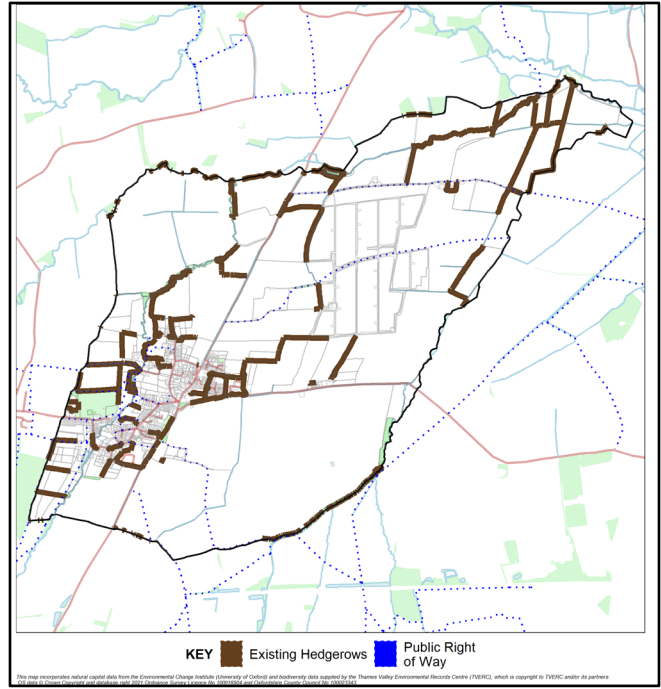 KEY Existing Hedgerows Public Right
of Way
This map incorporates natural capital data from the Environmental Change Institute (University of Oxford) and biodiversity data supplied by the Thames Valley Environmental Records Centre (TVERC), which is copyright to TVERC and/or its partners
OS data © Crown Copyright and database right 2021 Ordnance Survey Licence No 100018504 and Oxfordshire County Council No 100023343.